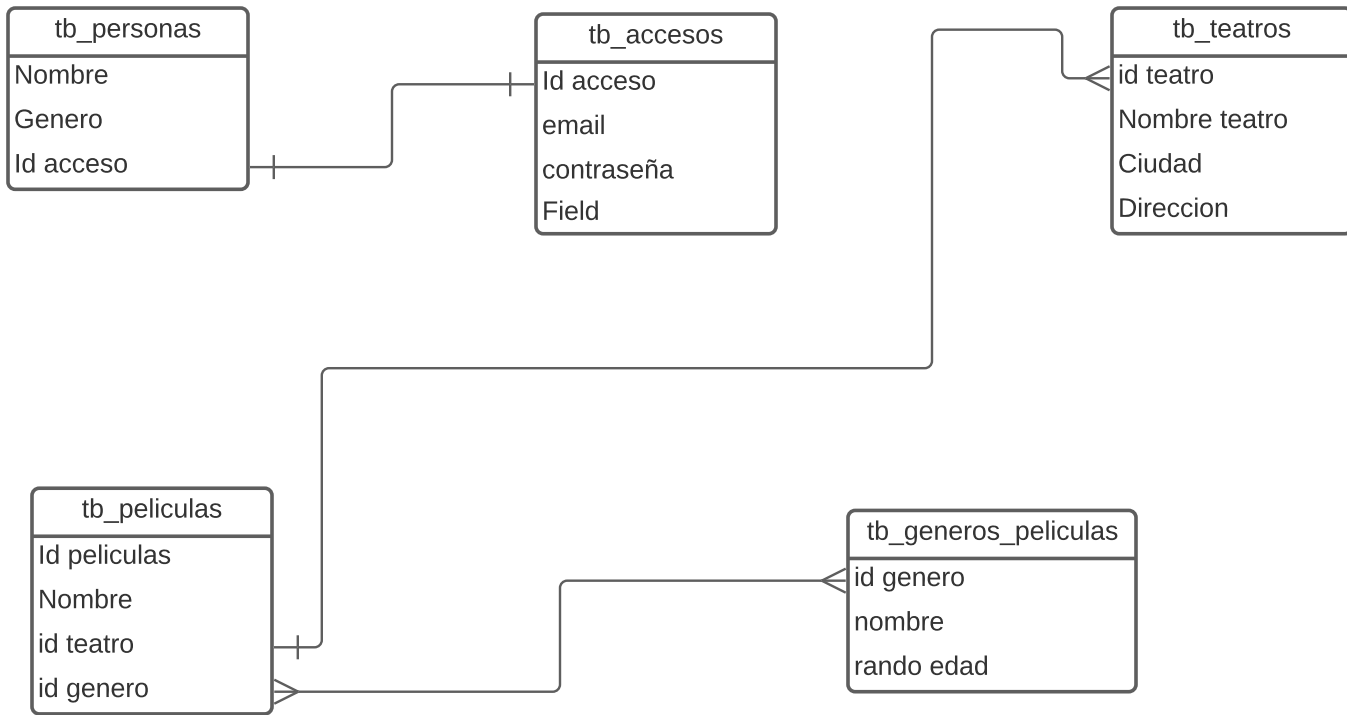 tb_personas
Nombre
Genero
Id acceso
tb_accesos
Id acceso
email
contraseña
Field
tb_teatros
id teatro
Nombre teatro
Ciudad
Direccion
tb_peliculas
Id peliculas
Nombre
id teatro
id genero
tb_generos_peliculas
id genero
nombre
rando edad